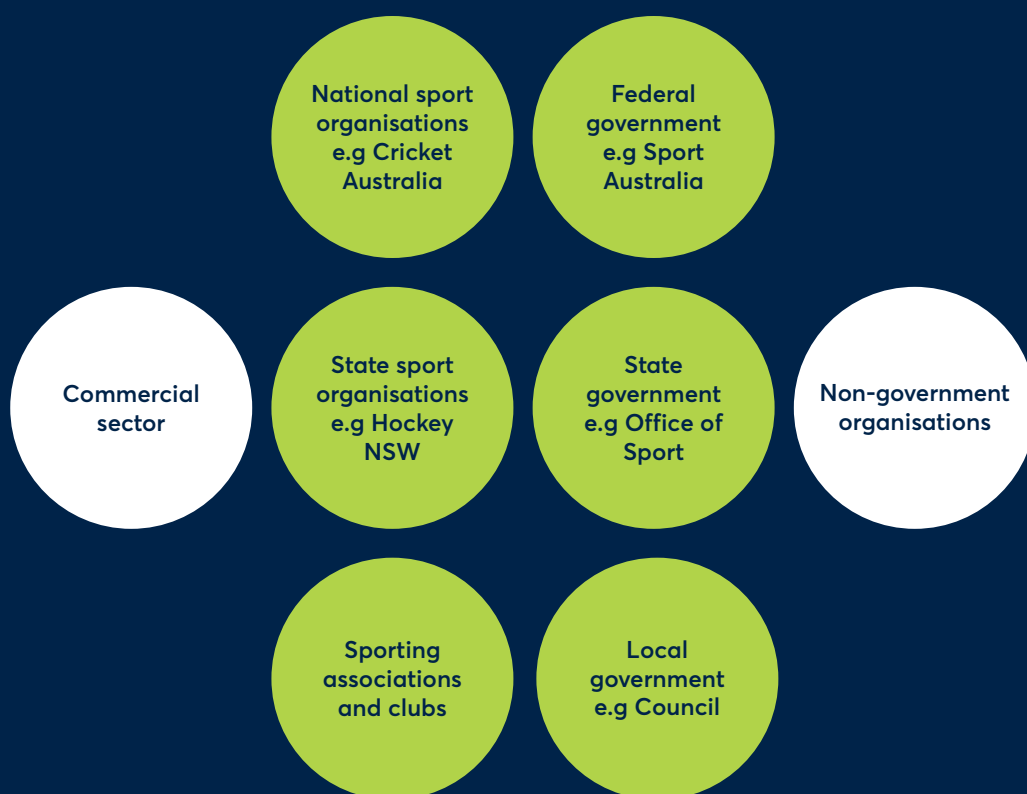 National sport
organisations
e.g Cricket
Australia
Federal
government
e.g Sport
Australia
Commercial
sector
State sport
organisations
e.g Hockey
NSW
State
government
e.g Office of
Sport
Non-government
organisations
Sporting
associations
and clubs
Local
government
e.g Council